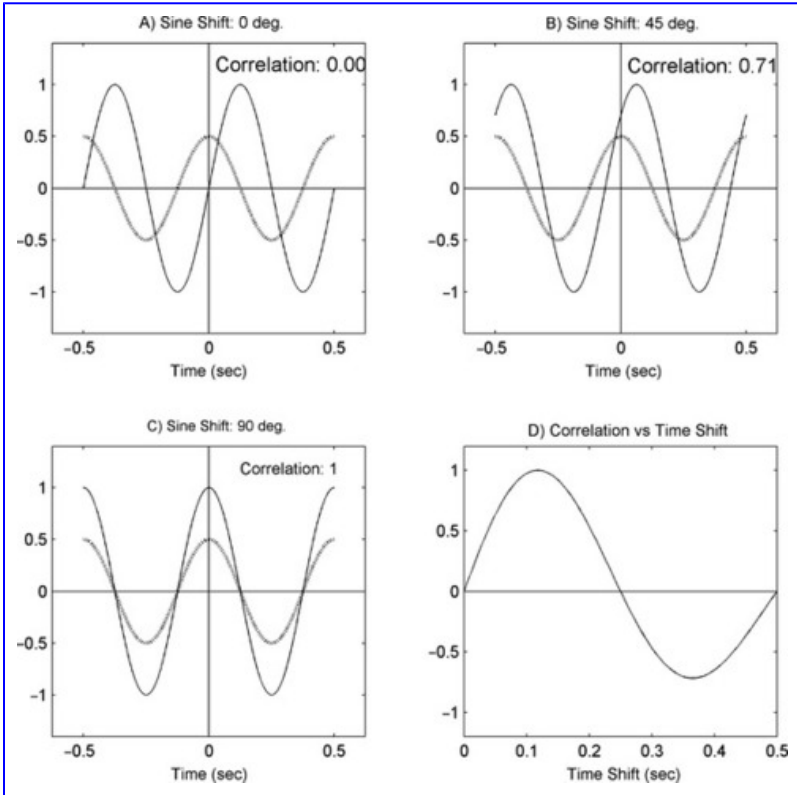 A) Sine Shift: 0 deg.
Correlation: 0.00
1
0.5
0
-0.5
-1
-0.5 0 0.5
Time (sec)
B) Sine Shift: 45 deg.
Correlation: 0.71
1
0.5
0
-0.5
-1
-0.5 0 0.5
Time (sec)
C) Sine Shift: 90 deg.
Correlation: 1
1
0.5
0
-0.5
-1
-0.5 0 0.5
Time (sec)
D) Correlation vs Time Shift
1
0.5
0
-0.5
-1
0 0.1 0.2 0.3 0.4 0.5
Time Shift (sec)